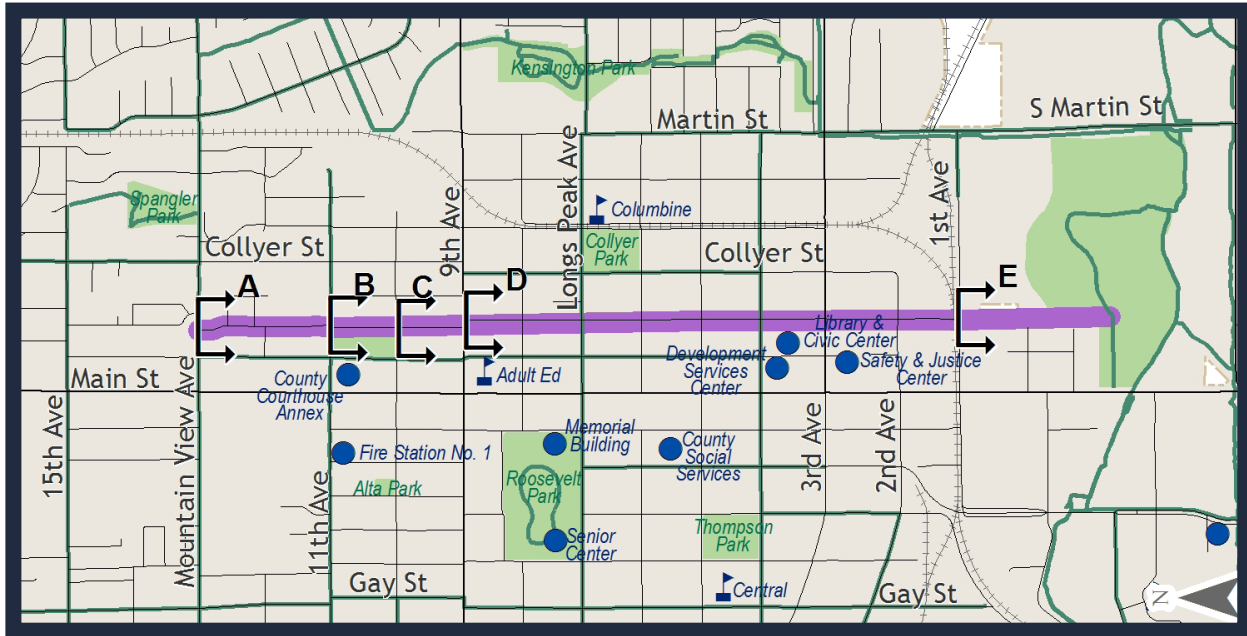 Kensington Park
Martin St
S Martin St
Spangler
Park
Columbine
Collyer St
9th Ave
Longs Peak Ave
Collyer
Park
Collyer St
1st Ave
A
B
C
D
E
Library &
Civic Center
Development
Services
Center
Safety & Justice
Center
Main St
County
Courthouse
Annex
Adult Ed
15th Ave
Mountain View Ave
11th Ave
Fire Station No. 1
Alta Park
Memorial
Building
Roosevelt
Park
County
Social
Services
3rd Ave
2nd Ave
Senior
Center
Thompson
Park
Gay St
Central
Gay St
N